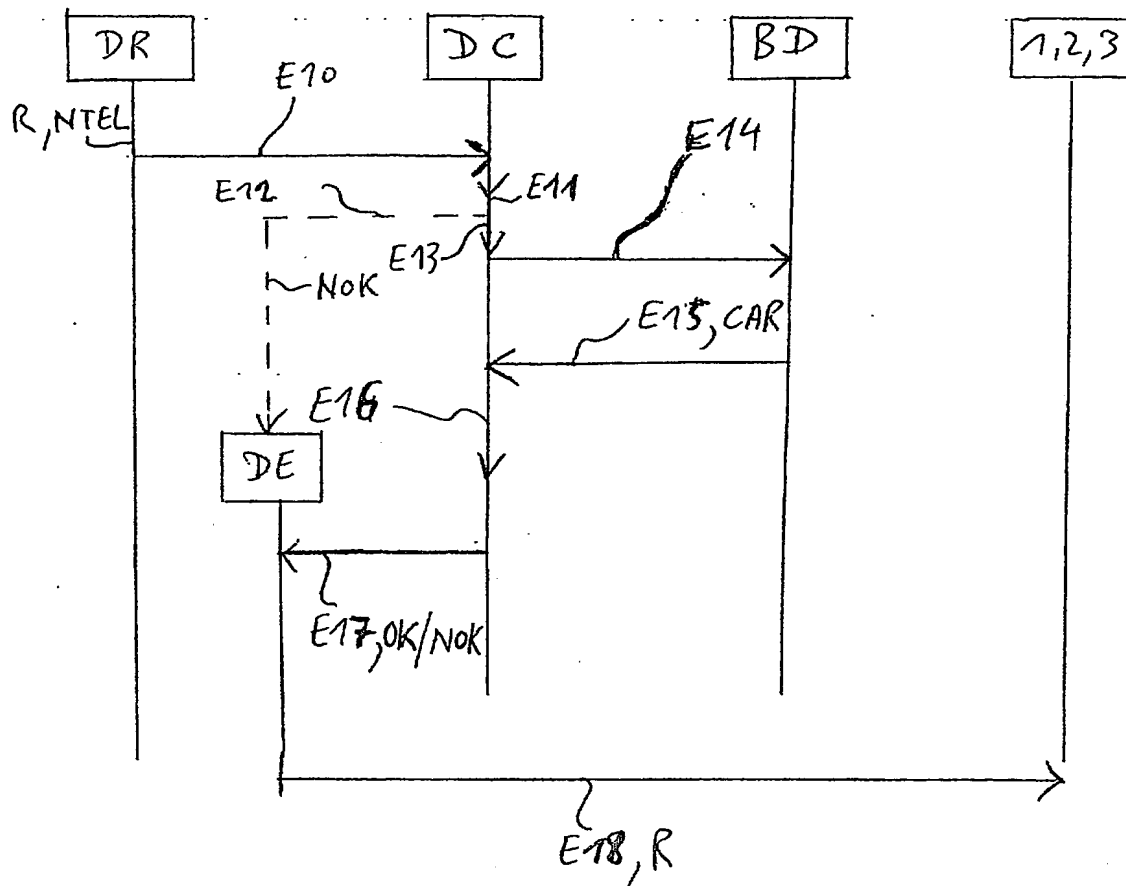 DR
DC
BD
1,2,3
E10
R,NTEL
E14
E12
E11
E13
NOK
E15,CAR
E16
DE
E17,OK/NOK
E18,R